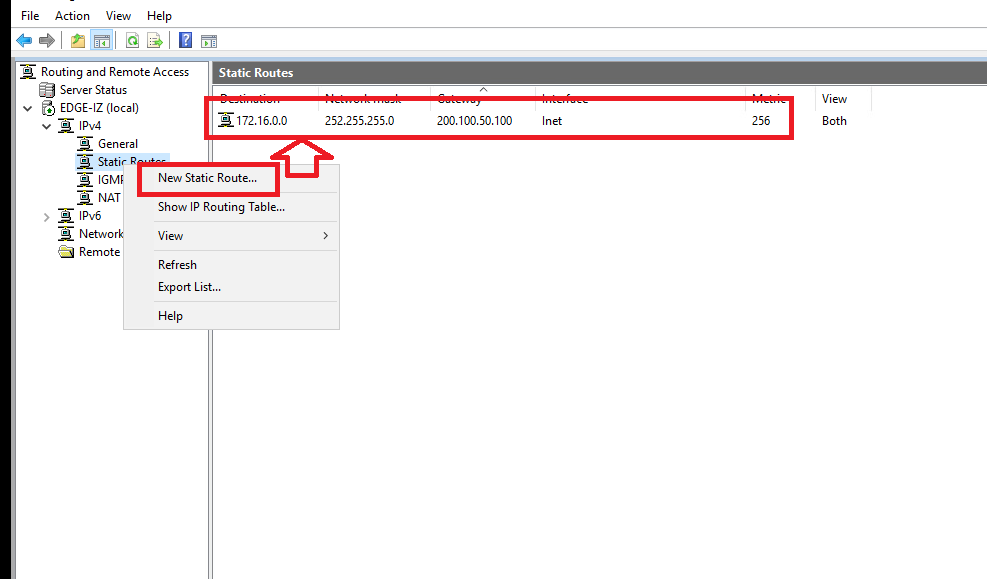 File Action View Help
Routing and Remote Access
Server Status
EDGE-IZ (local)
IPv4
General
Static Routes
IGMP
NAT
IPv6
Network
Remote
Static Routes
Destination Network mask Gateway Interface Metric View
172.16.0.0 252.255.255.0 200.100.50.100 Inet 256 Both
New Static Route...
Show IP Routing Table...
View
Refresh
Export List...
Help